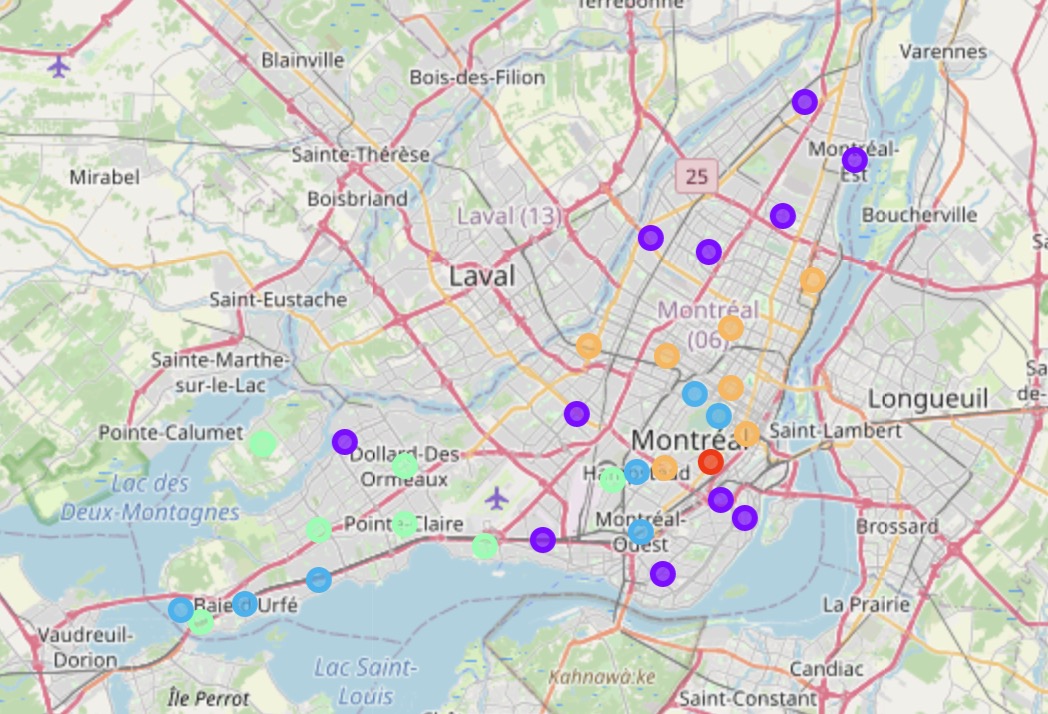 Terrebonne
Varennes
Blainville
Bois-des-Filion
Sainte-Thérèse
Montréal-
Est
Mirabel
25
Boisbriand
Laval (13)
Boucherville
Laval
Saint-Eustache
Montréal
(06)
Sainte-Marthe-
sur-le-Lac
de-
Longueuil
Pointe-Calumet
Saint-Lambert
Montréal
Dollard-Des
Ormeaux
Lac des
Deux-Montagnes
Pointe-Claire
Montréal-
Ouest
Brossard
Baie-d'Urfé
La Prairie
Vaudreuil-
Dorion
Lac Saint-
Louis
Kahnawà:ke
Candiac
Île Perrot
Saint-Constant